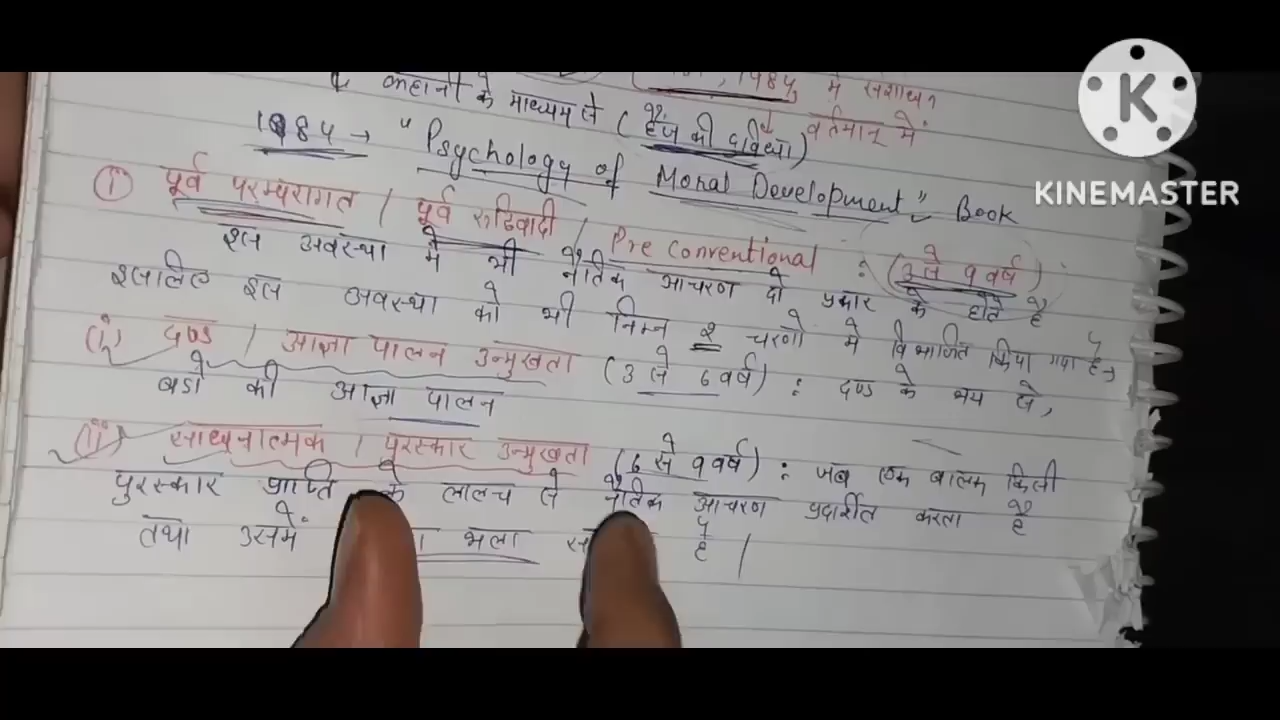 1984, में संशोधन
कहानी के माध्यम से (हेंज की दुविधा) वर्तमान में
1984 → "Psychology of Moral Development" Book
① पूर्व परम्परागत / पूर्व रूढिवादी / Pre Conventional : (3 से 9 वर्ष)
इस अवस्था में भी नैतिक आचरण दो प्रकार के होते है
इसलिए इस अवस्था को भी निम्न 2 चरणो मे विभाजित किया गया है→
(i) दण्ड / आज्ञा पालन उन्मुखता (3 से 6 वर्ष) : दण्ड के भय से,
बडो की आज्ञा पालन
(ii) साधनात्मक / पुरस्कार उन्मुखता (6 से 9 वर्ष) : जब एक बालक किसी
पुरस्कार प्राप्ति के लालच से नैतिक आचरण प्रदर्शित करता है
तथा उसमें भला है |
K
KINEMASTER